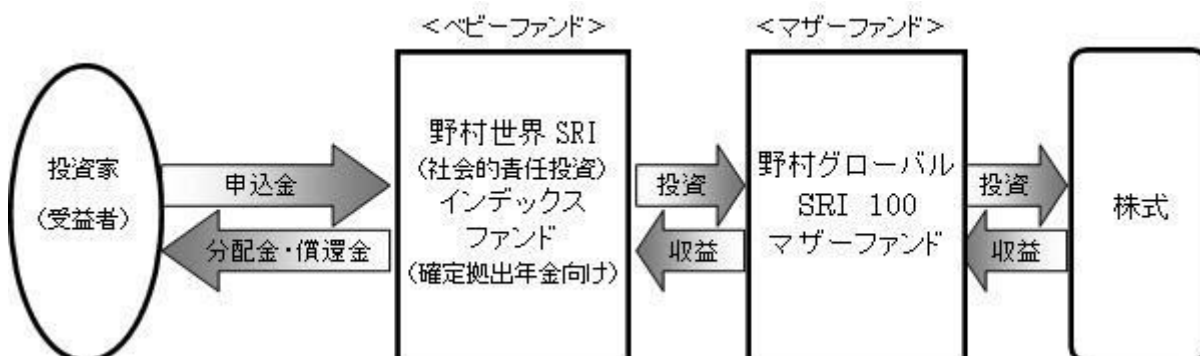 <ベビーファンド>
<マザーファンド>
投資家
(受益者)
申込金
分配金・償還金
野村世界 SRI
(社会的責任投資)
インデックス
ファンド
(確定拠出年金向け)
投資
収益
野村グローバル
SRI 100
マザーファンド
投資
収益
株式